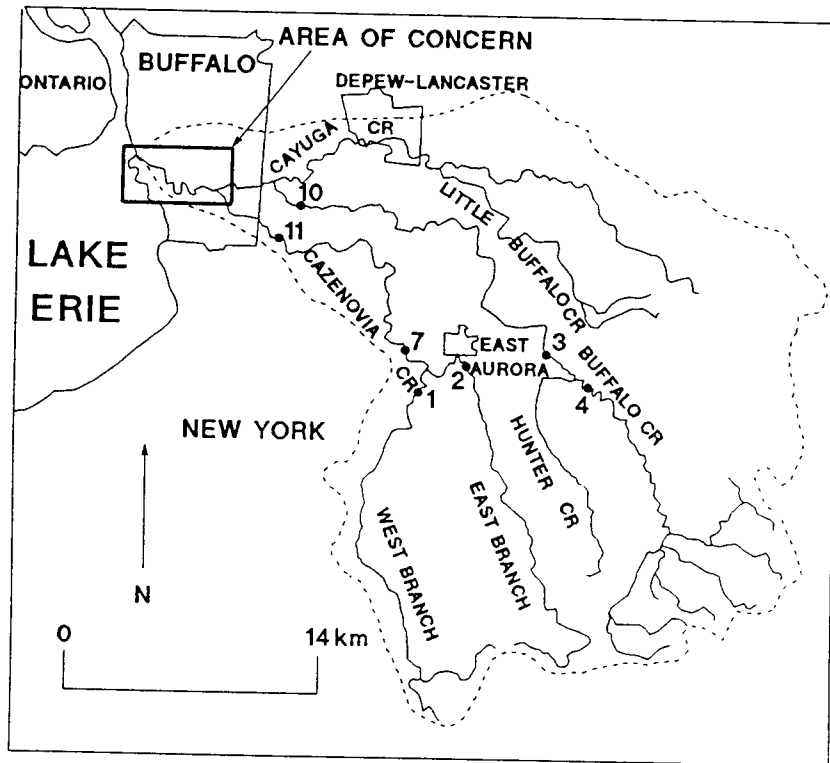 AREA OF CONCERN
BUFFALO
ONTARIO
DEPEW-LANCASTER
CR
CAYUGA
10
LITTLE
11
BUFFALO CR
LAKE
ERIE
CAZENOVIA
CR
7
EAST
AURORA
3
BUFFALO CR
2
1
4
NEW YORK
HUNTER CR
WEST BRANCH
EAST BRANCH
N
0
14 km